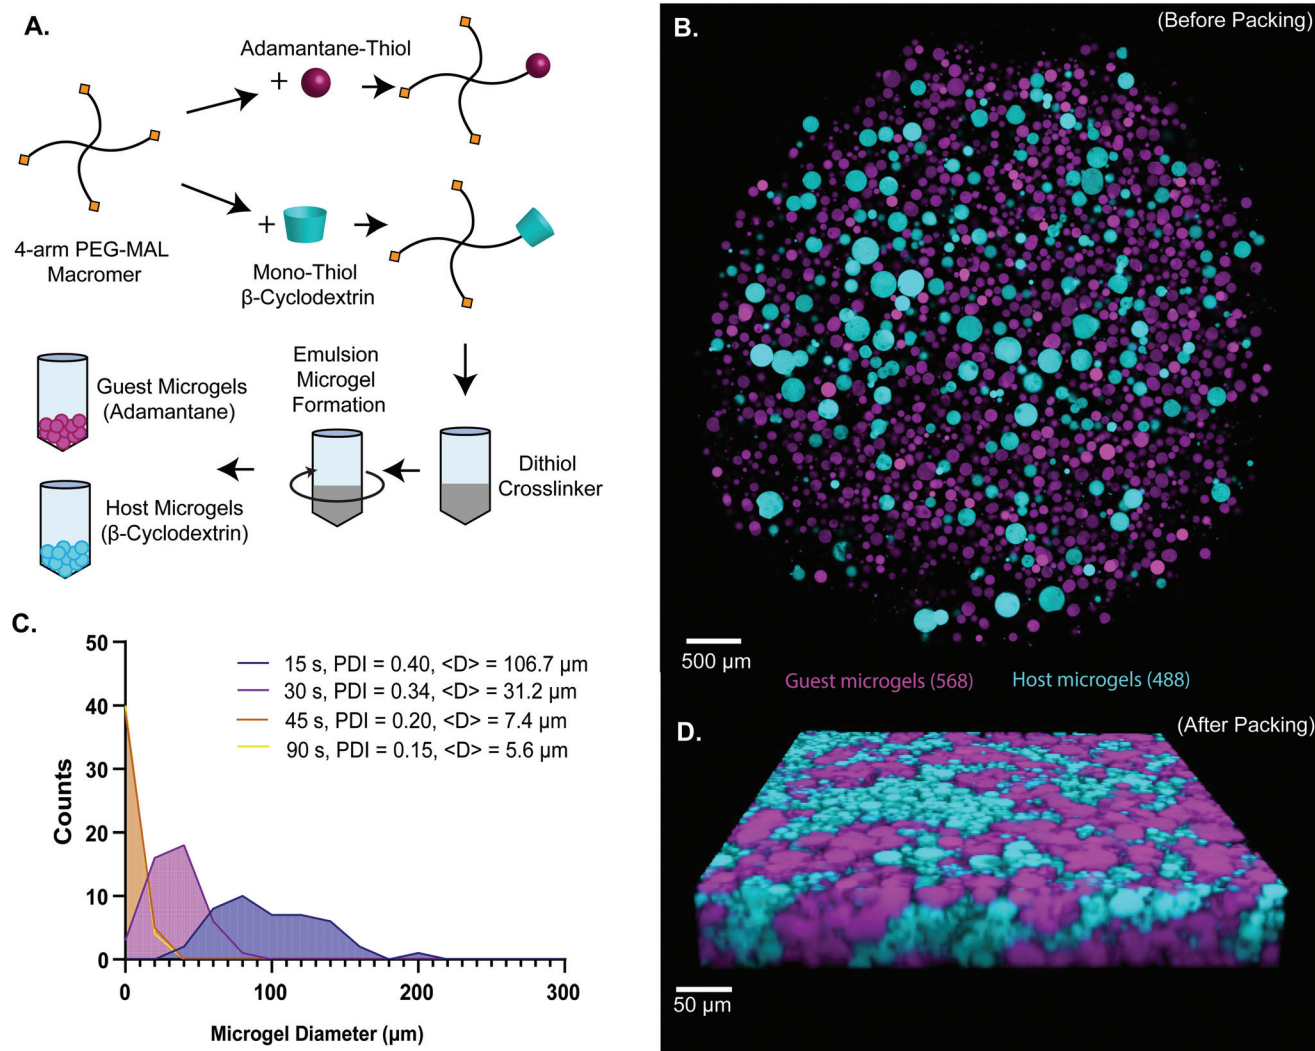 A.
Adamantane-Thiol
+
4-arm PEG-MAL
Macromer
+
Mono-Thiol
β-Cyclodextrin
Guest Microgels
(Adamantane)
Host Microgels
(β-Cyclodextrin)
Emulsion
Microgel
Formation
Dithiol
Crosslinker
B.
(Before Packing)
500 µm
Guest microgels (568)
Host microgels (488)
C.
15 s, PDI = 0.40, <D> = 106.7 µm
30 s, PDI = 0.34, <D> = 31.2 µm
45 s, PDI = 0.20, <D> = 7.4 µm
90 s, PDI = 0.15, <D> = 5.6 µm
Counts
50
40
30
20
10
0
0
100
200
300
Microgel Diameter (µm)
D.
(After Packing)
50 µm